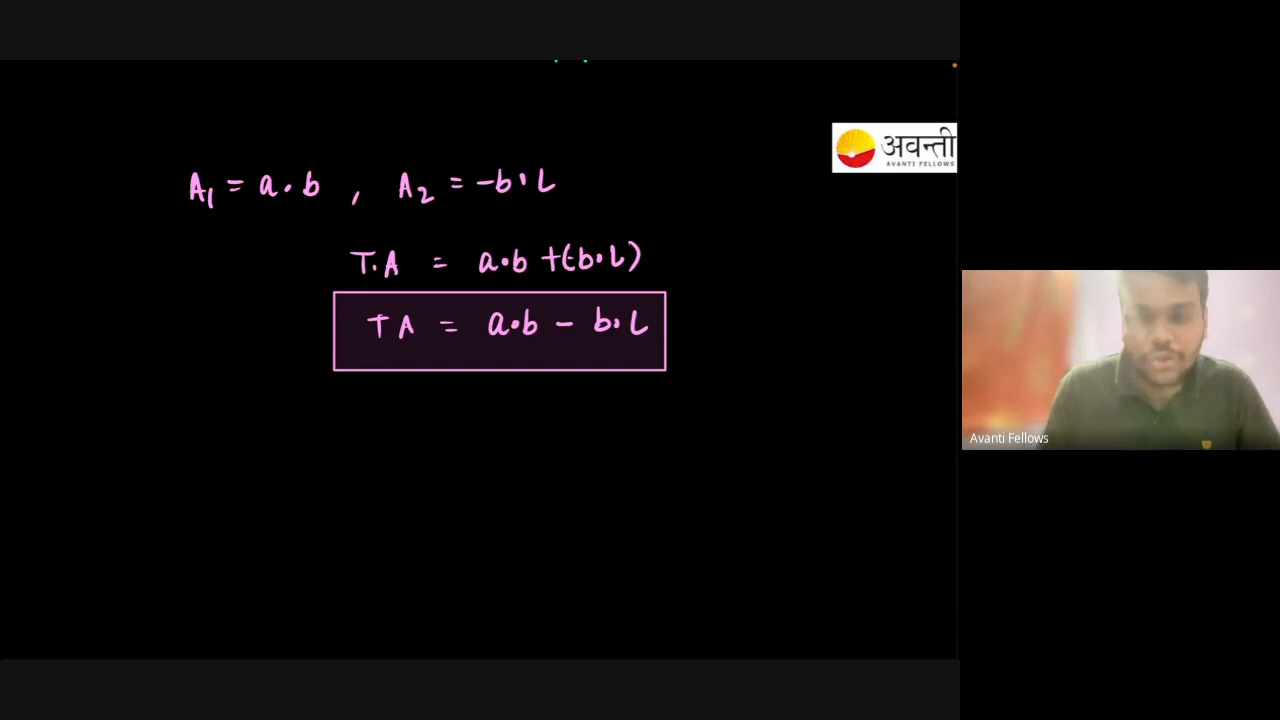 अवन्ती
AVANTI FELLOWS
A₁ = a · b , A₂ = -b · L
T.A = a·b +(-b·L)
TA = a·b - b·L
Avanti Fellows